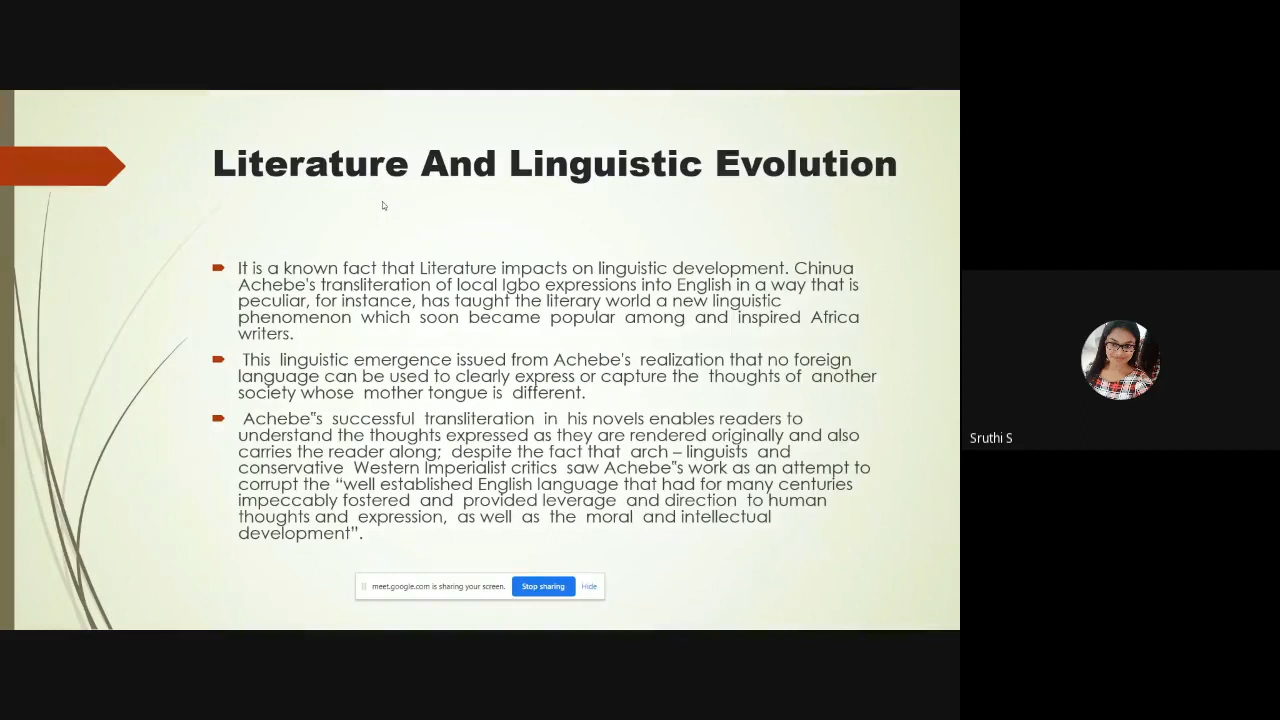 Literature And Linguistic Evolution
It is a known fact that Literature impacts on linguistic development. Chinua
Achebe's transliteration of local Igbo expressions into English in a way that is
peculiar, for instance, has taught the literary world a new linguistic
phenomenon which soon became popular among and inspired Africa
writers.
This linguistic emergence issued from Achebe's realization that no foreign
language can be used to clearly express or capture the thoughts of another
society whose mother tongue is different.
Achebe‟s successful transliteration in his novels enables readers to
understand the thoughts expressed as they are rendered originally and also
carries the reader along; despite the fact that arch – linguists and
conservative Western Imperialist critics saw Achebe‟s work as an attempt to
corrupt the “well established English language that had for many centuries
impeccably fostered and provided leverage and direction to human
thoughts and expression, as well as the moral and intellectual
development”.
meet.google.com is sharing your screen. Stop sharing Hide
Sruthi S